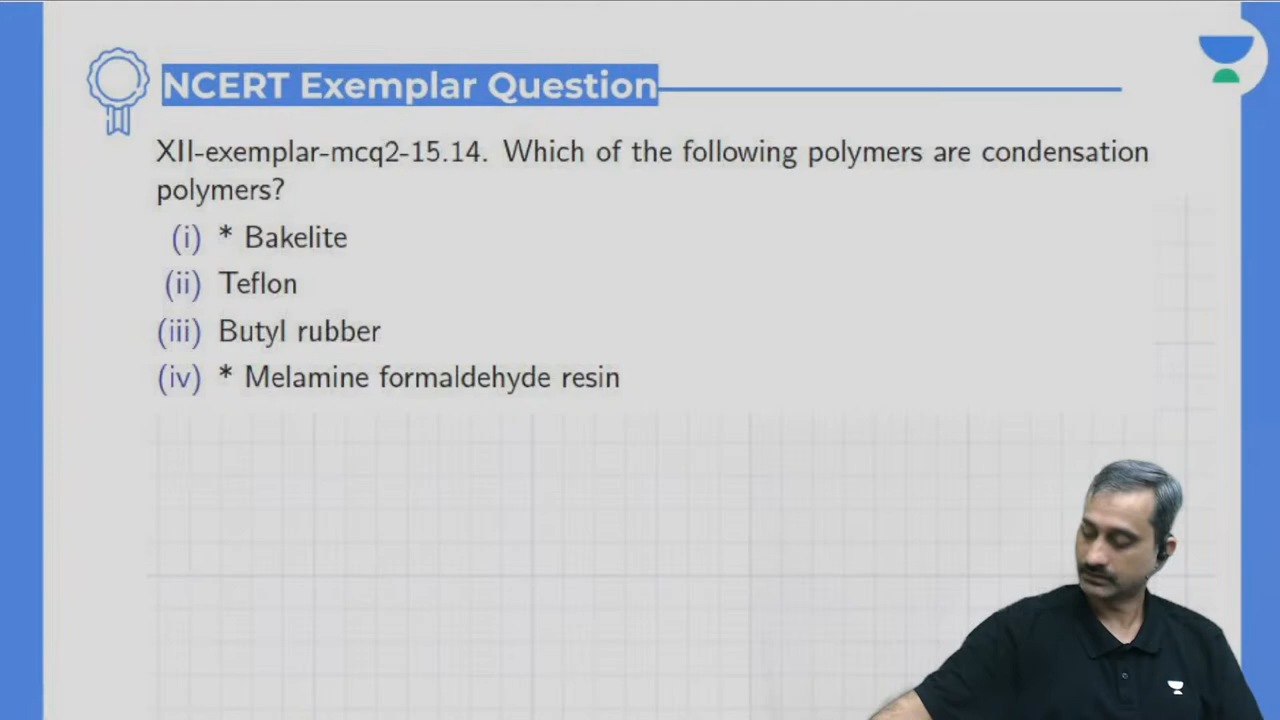 NCERT Exemplar Question
XII-exemplar-mcq2-15.14. Which of the following polymers are condensation
polymers?
(i) * Bakelite
(ii) Teflon
(iii) Butyl rubber
(iv) * Melamine formaldehyde resin